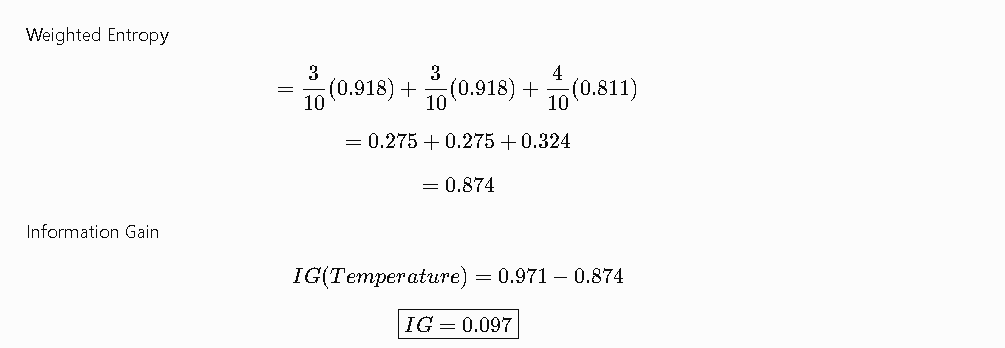 Weighted Entropy
= 3/10(0.918) + 3/10(0.918) + 4/10(0.811)
= 0.275 + 0.275 + 0.324
= 0.874
Information Gain
IG(Temperature) = 0.971 − 0.874
IG = 0.097